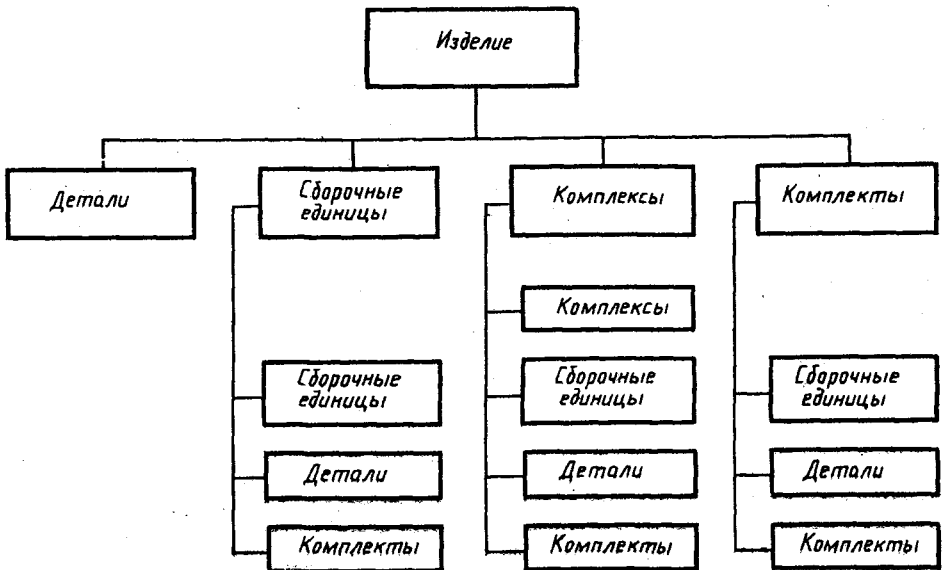 Изделие
Детали
Сборочные
единицы
Комплексы
Комплекты
Комплексы
Сборочные
единицы
Сборочные
единицы
Сборочные
единицы
Детали
Детали
Детали
Комплекты
Комплекты
Комплекты